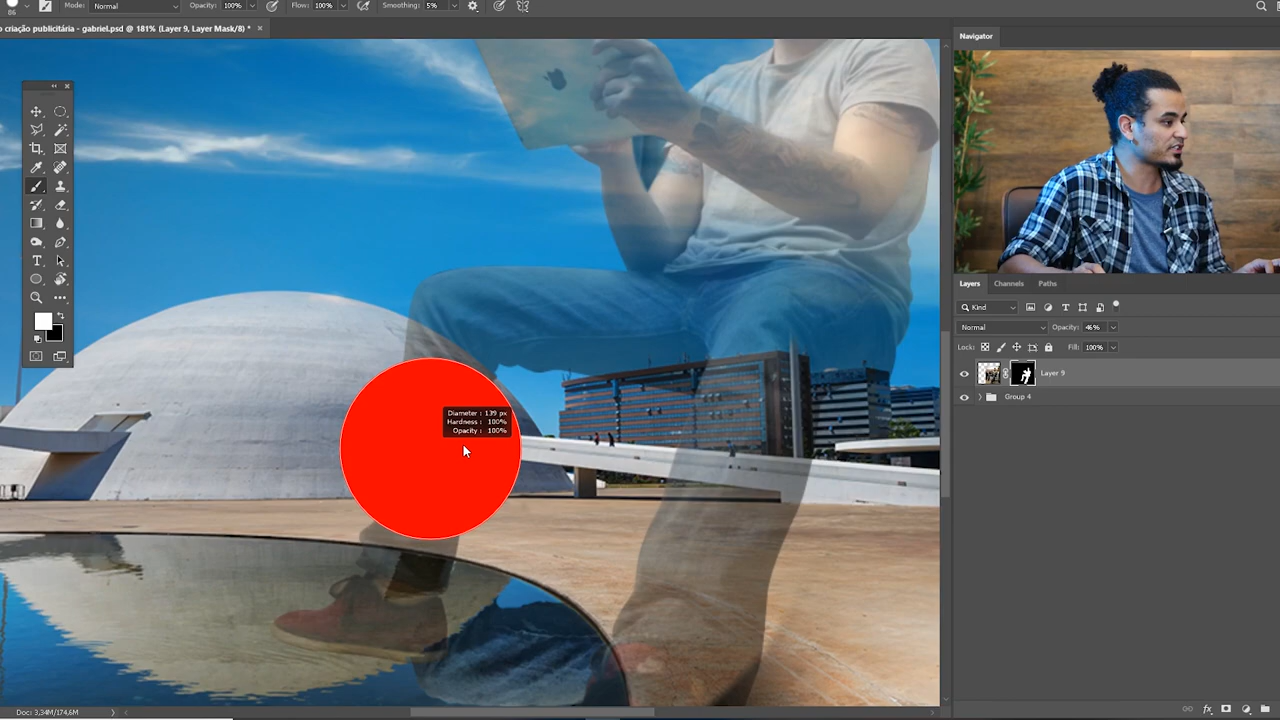 86
Mode: Normal
Opacity: 100%
Flow: 100%
Smoothing: 5%
o criação publicitária - gabriel.psd @ 181% (Layer 9, Layer Mask/8) *
Navigator
Diameter : 139 px
Hardness : 100%
Opacity : 100%
Layers
Channels
Paths
Kind
Normal
Opacity: 46%
Lock:
Fill: 100%
Layer 9
Group 4
Doc: 3,34M/174,6M